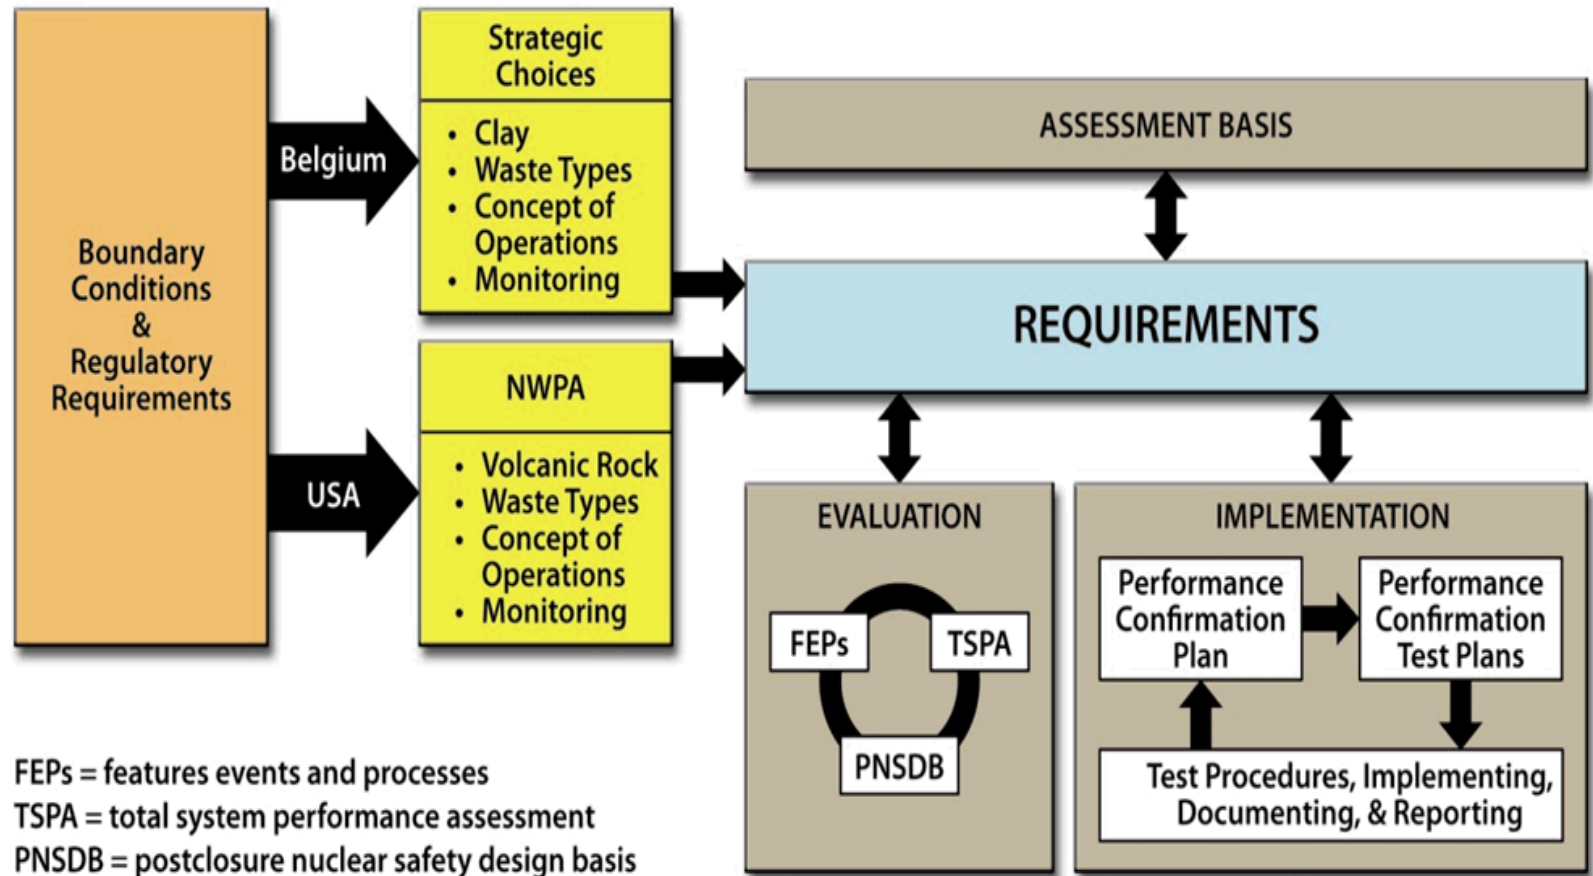 Boundary
Conditions
&
Regulatory
Requirements
Belgium
USA
Strategic
Choices
• Clay
• Waste Types
• Concept of
Operations
• Monitoring
NWPA
• Volcanic Rock
• Waste Types
• Concept of
Operations
• Monitoring
ASSESSMENT BASIS
REQUIREMENTS
EVALUATION
FEPs
TSPA
PNSDB
IMPLEMENTATION
Performance
Confirmation
Plan
Performance
Confirmation
Test Plans
Test Procedures, Implementing,
Documenting, & Reporting
FEPs = features events and processes
TSPA = total system performance assessment
PNSDB = postclosure nuclear safety design basis